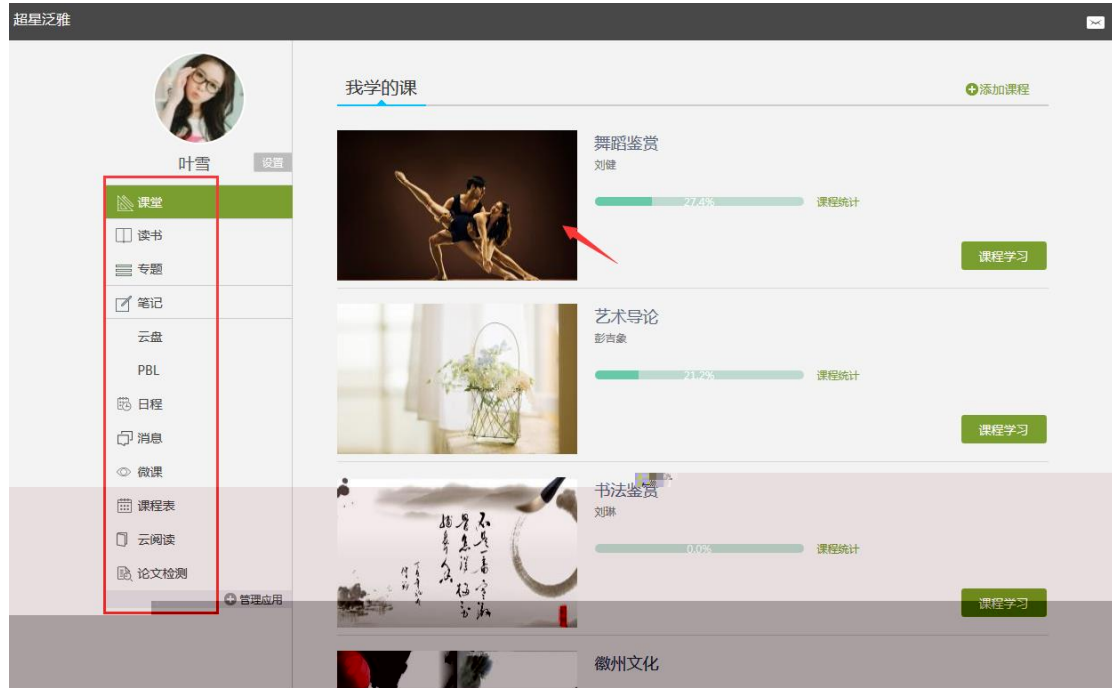 超星泛雅
叶雪
设置
课堂
读书
专题
笔记
云盘
PBL
日程
消息
微课
课程表
云阅读
论文检测
管理应用
我学的课
添加课程
舞蹈鉴赏
刘健
27.4%
课程统计
课程学习
艺术导论
彭吉象
21.2%
课程统计
课程学习
书法鉴赏
刘琳
0.0%
课程统计
课程学习
徽州文化